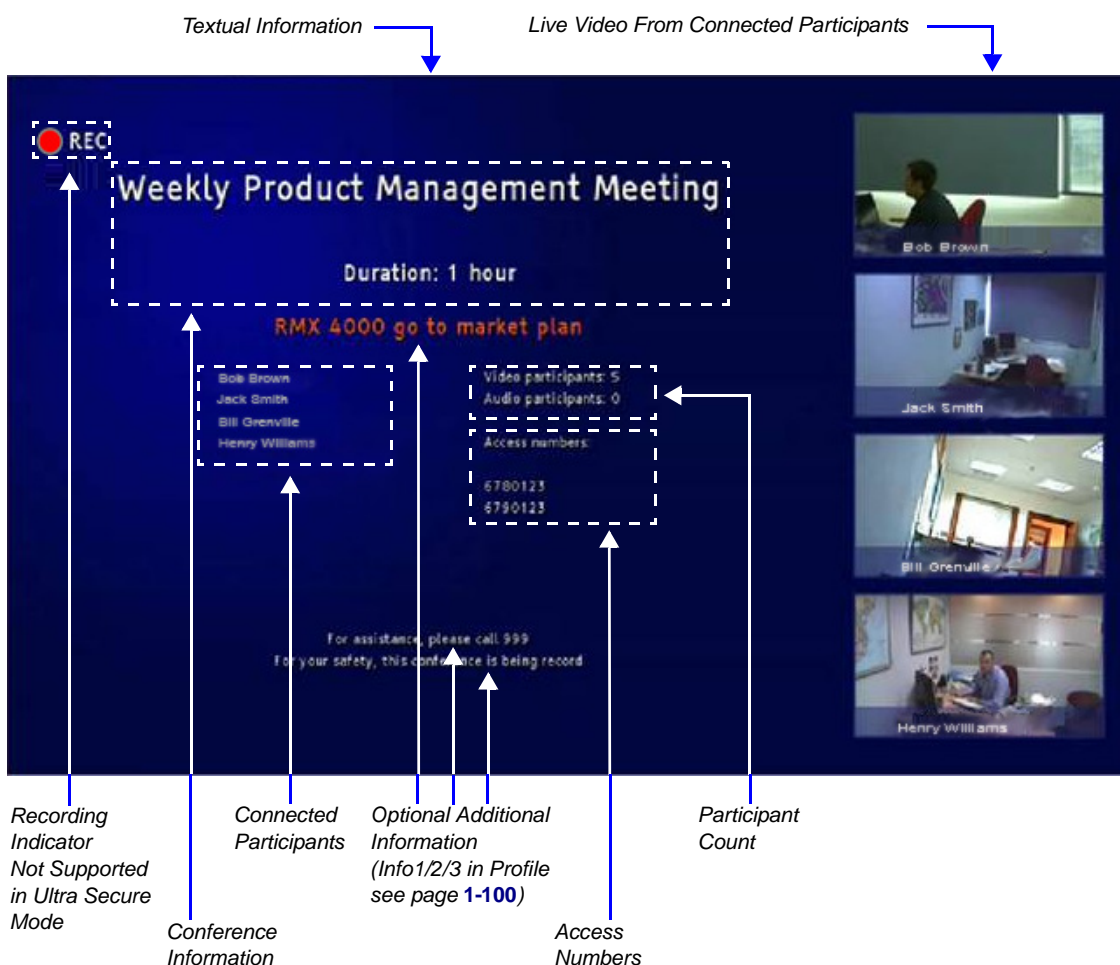 Textual Information
Live Video From Connected Participants
REC
Weekly Product Management Meeting
Duration: 1 hour
RMX 4000 go to market plan
Bob Brown
Jack Smith
Bill Grenville
Henry Williams
Video participants: 5
Audio participants: 0
Access numbers:
6780123
6790123
For assistance, please call 999
For your safety, this conference is being record
Bob Brown
Jack Smith
Bill Grenville
Henry Williams
Recording
Indicator
Not Supported
in Ultra Secure
Mode
Conference
Information
Connected
Participants
Optional Additional
Information
(Info1/2/3 in Profile
see page 1-100)
Access
Numbers
Participant
Count